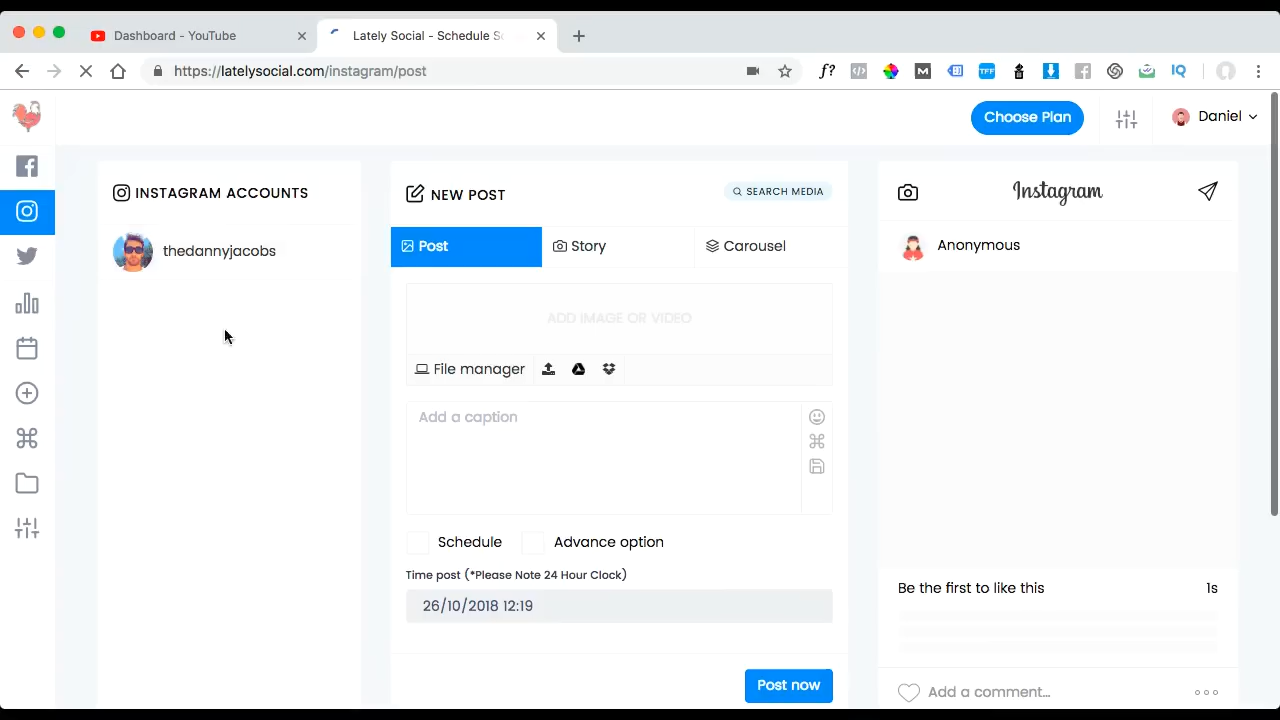 Dashboard - YouTube
Lately Social - Schedule S
https://latelysocial.com/instagram/post
f?
M
TFF
IQ
Choose Plan
Daniel
INSTAGRAM ACCOUNTS
thedannyjacobs
NEW POST
SEARCH MEDIA
Post
Story
Carousel
ADD IMAGE OR VIDEO
File manager
Add a caption
Schedule
Advance option
Time post (*Please Note 24 Hour Clock)
26/10/2018 12:19
Post now
Instagram
Anonymous
Be the first to like this
1s
Add a comment...